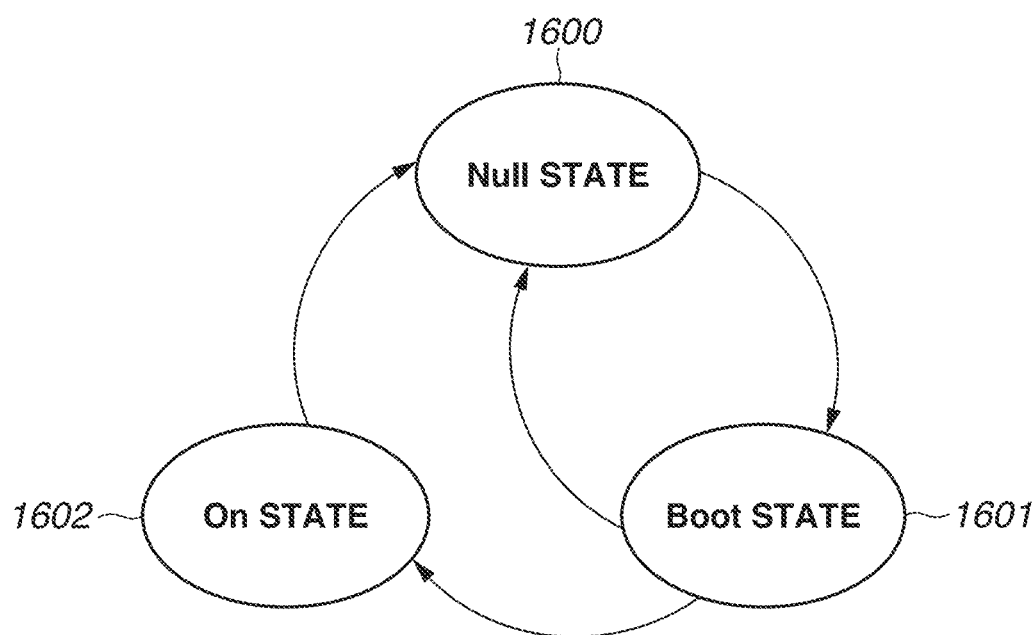 1600
Null STATE
1602
On STATE
Boot STATE
1601